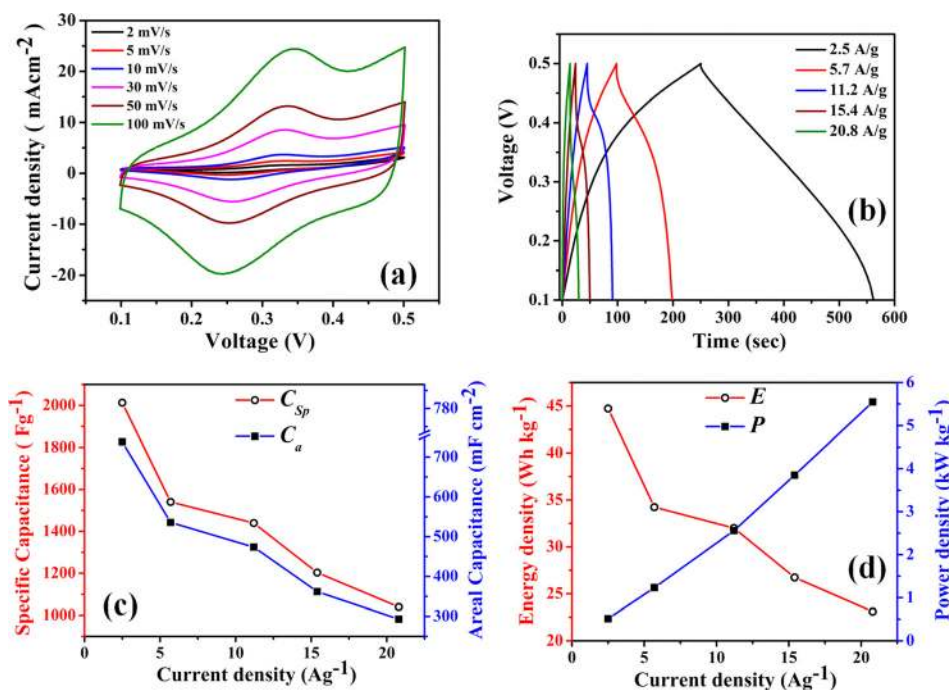 30
20
10
0
-10
-20
Current density ( mAcm-2)
2 mV/s
5 mV/s
10 mV/s
30 mV/s
50 mV/s
100 mV/s
(a)
0.1 0.2 0.3 0.4 0.5
Voltage (V)
0.5
0.4
0.3
0.2
0.1
Voltage (V)
2.5 A/g
5.7 A/g
11.2 A/g
15.4 A/g
20.8 A/g
(b)
0 100 200 300 400 500 600
Time (sec)
2000
1800
1600
1400
1200
1000
Specific Capacitance ( Fg-1)
CSp
Ca
(c)
780
700
600
500
400
300
Areal Capacitance (mF cm-2)
0 5 10 15 20
Current density (Ag-1)
45
40
35
30
25
20
Energy density (Wh kg-1)
E
P
(d)
6
5
4
3
2
1
0
Power density (kW kg-1)
0 5 10 15 20
Current density (Ag-1)